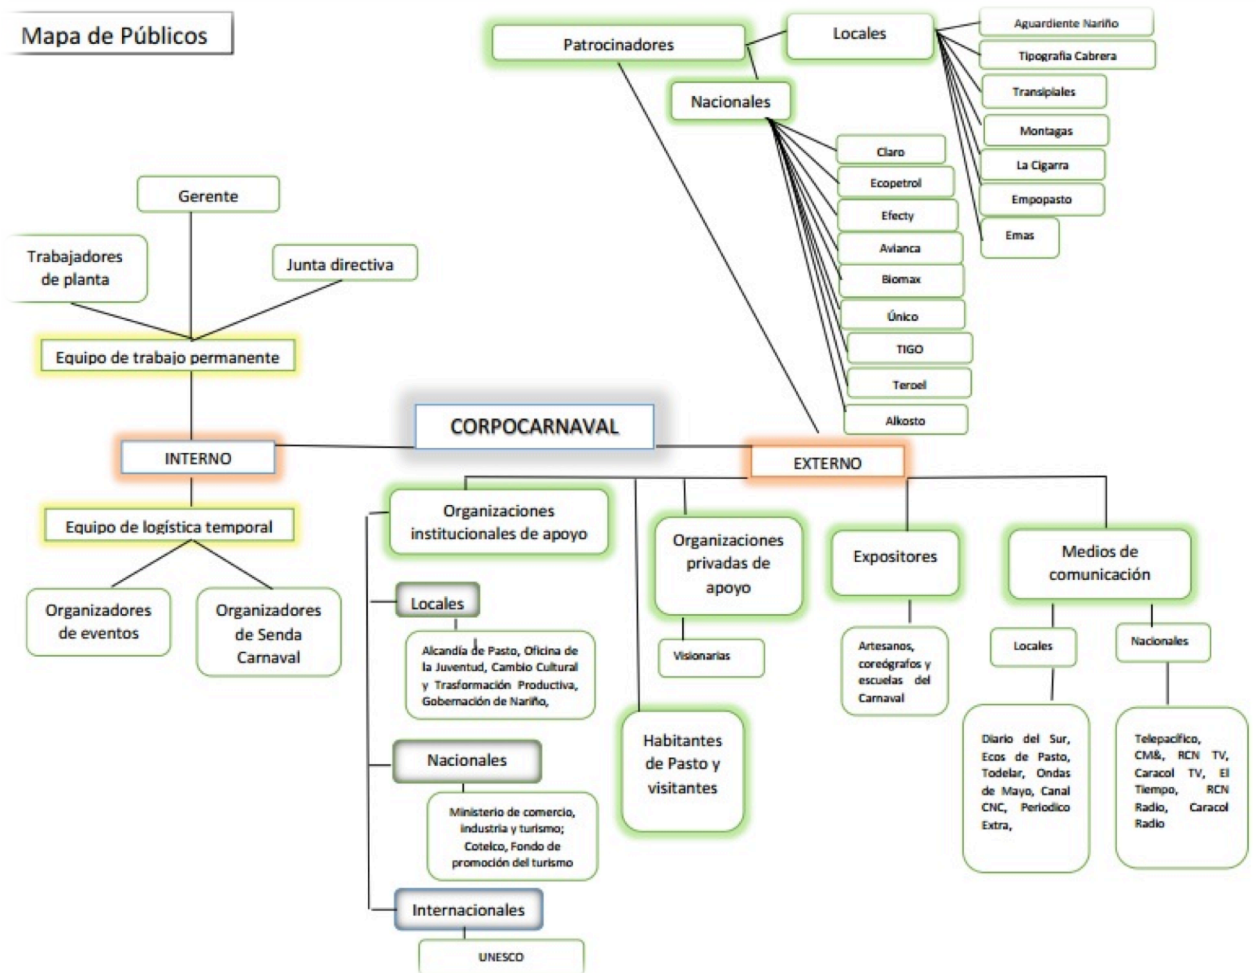 Mapa de Públicos
Patrocinadores
Locales
Aguardiente Nariño
Tipografia Cabrera
Transipiales
Montagas
La Cigarra
Empopasto
Emas
Nacionales
Claro
Ecopetrol
Efecty
Avianca
Biomax
Único
TIGO
Teroel
Alkosto
Gerente
Trabajadores
de planta
Junta directiva
Equipo de trabajo permanente
CORPOCARNAVAL
INTERNO
EXTERNO
Equipo de logística temporal
Organizadores
de eventos
Organizadores
de Senda
Carnaval
Organizaciones
institucionales de apoyo
Locales
Alcandía de Pasto, Oficina de
la Juventud, Cambio Cultural
y Trasformación Productiva,
Gobernación de Nariño,
Nacionales
Ministerio de comercio,
industria y turismo;
Cotelco, Fondo de
promoción del turismo
Internacionales
UNESCO
Habitantes
de Pasto y
visitantes
Organizaciones
privadas de
apoyo
Visionarias
Expositores
Artesanos,
coreógrafos y
escuelas del
Carnaval
Medios de
comunicación
Locales
Diario del Sur,
Ecos de Pasto,
Todelar, Ondas
de Mayo, Canal
CNC, Periodico
Extra,
Nacionales
Telepacífico,
CM&, RCN TV,
Caracol TV, El
Tiempo, RCN
Radio, Caracol
Radio